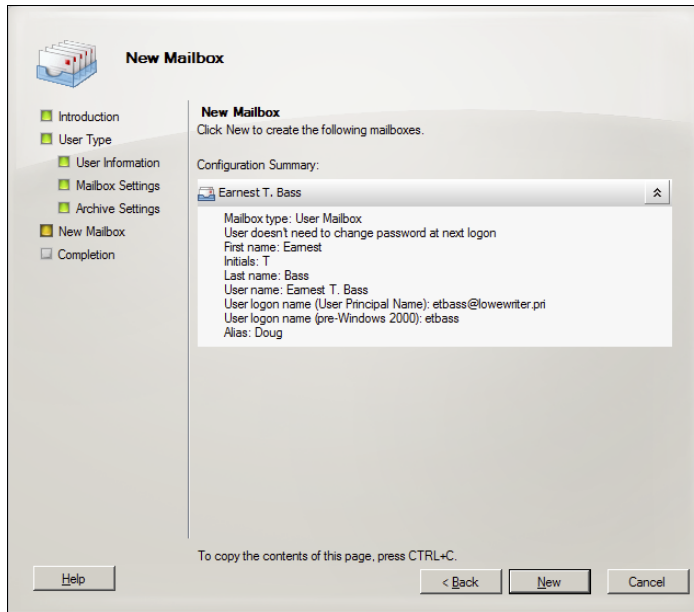 New Mailbox
Introduction
User Type
User Information
Mailbox Settings
Archive Settings
New Mailbox
Completion
New Mailbox
Click New to create the following mailboxes.
Configuration Summary:
Earnest T. Bass
Mailbox type: User Mailbox
User doesn't need to change password at next logon
First name: Earnest
Initials: T
Last name: Bass
User name: Earnest T. Bass
User logon name (User Principal Name): etbass@lowewriter.pri
User logon name (pre-Windows 2000): etbass
Alias: Doug
To copy the contents of this page, press CTRL+C.
Help
< Back
New
Cancel